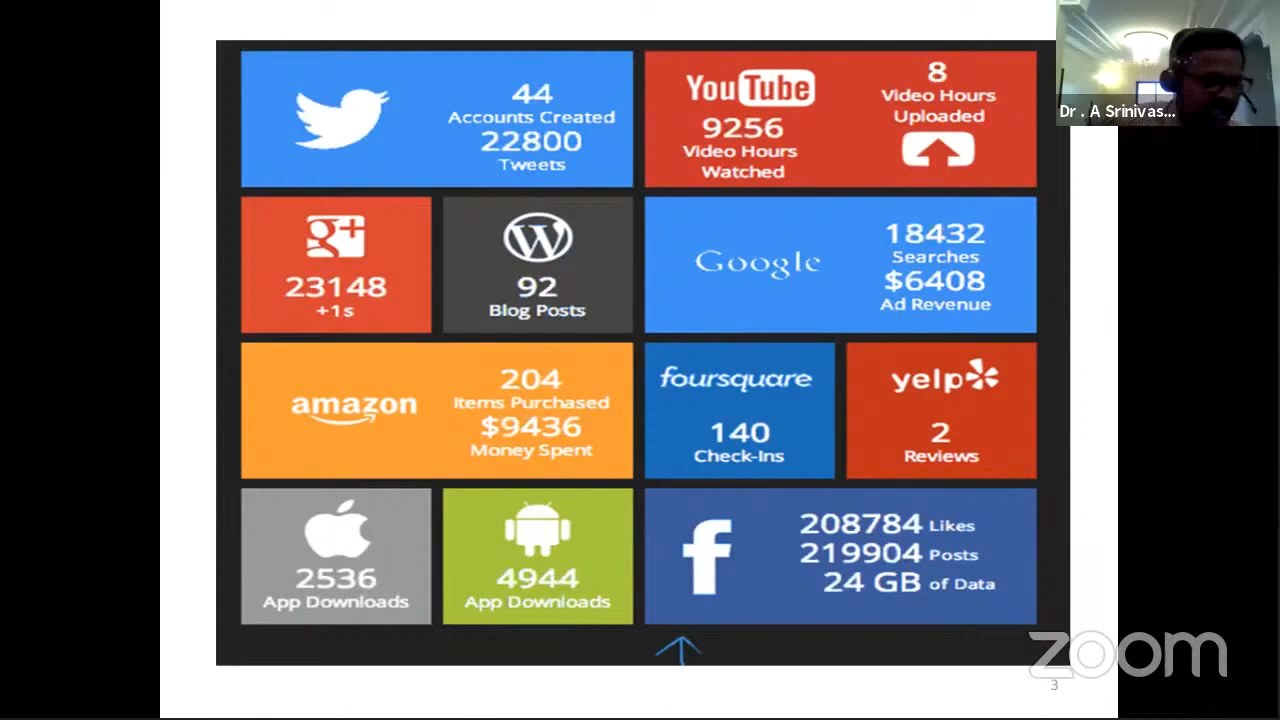 44
Accounts Created
22800
Tweets
YouTube
9256
Video Hours
Watched
8
Video Hours
Uploaded
Dr . A Srinivas...
g+
23148
+1s
W
92
Blog Posts
Google
18432
Searches
$6408
Ad Revenue
amazon
204
Items Purchased
$9436
Money Spent
foursquare
140
Check-Ins
yelp
2
Reviews
2536
App Downloads
4944
App Downloads
f
208784 Likes
219904 Posts
24 GB of Data
zoom
3